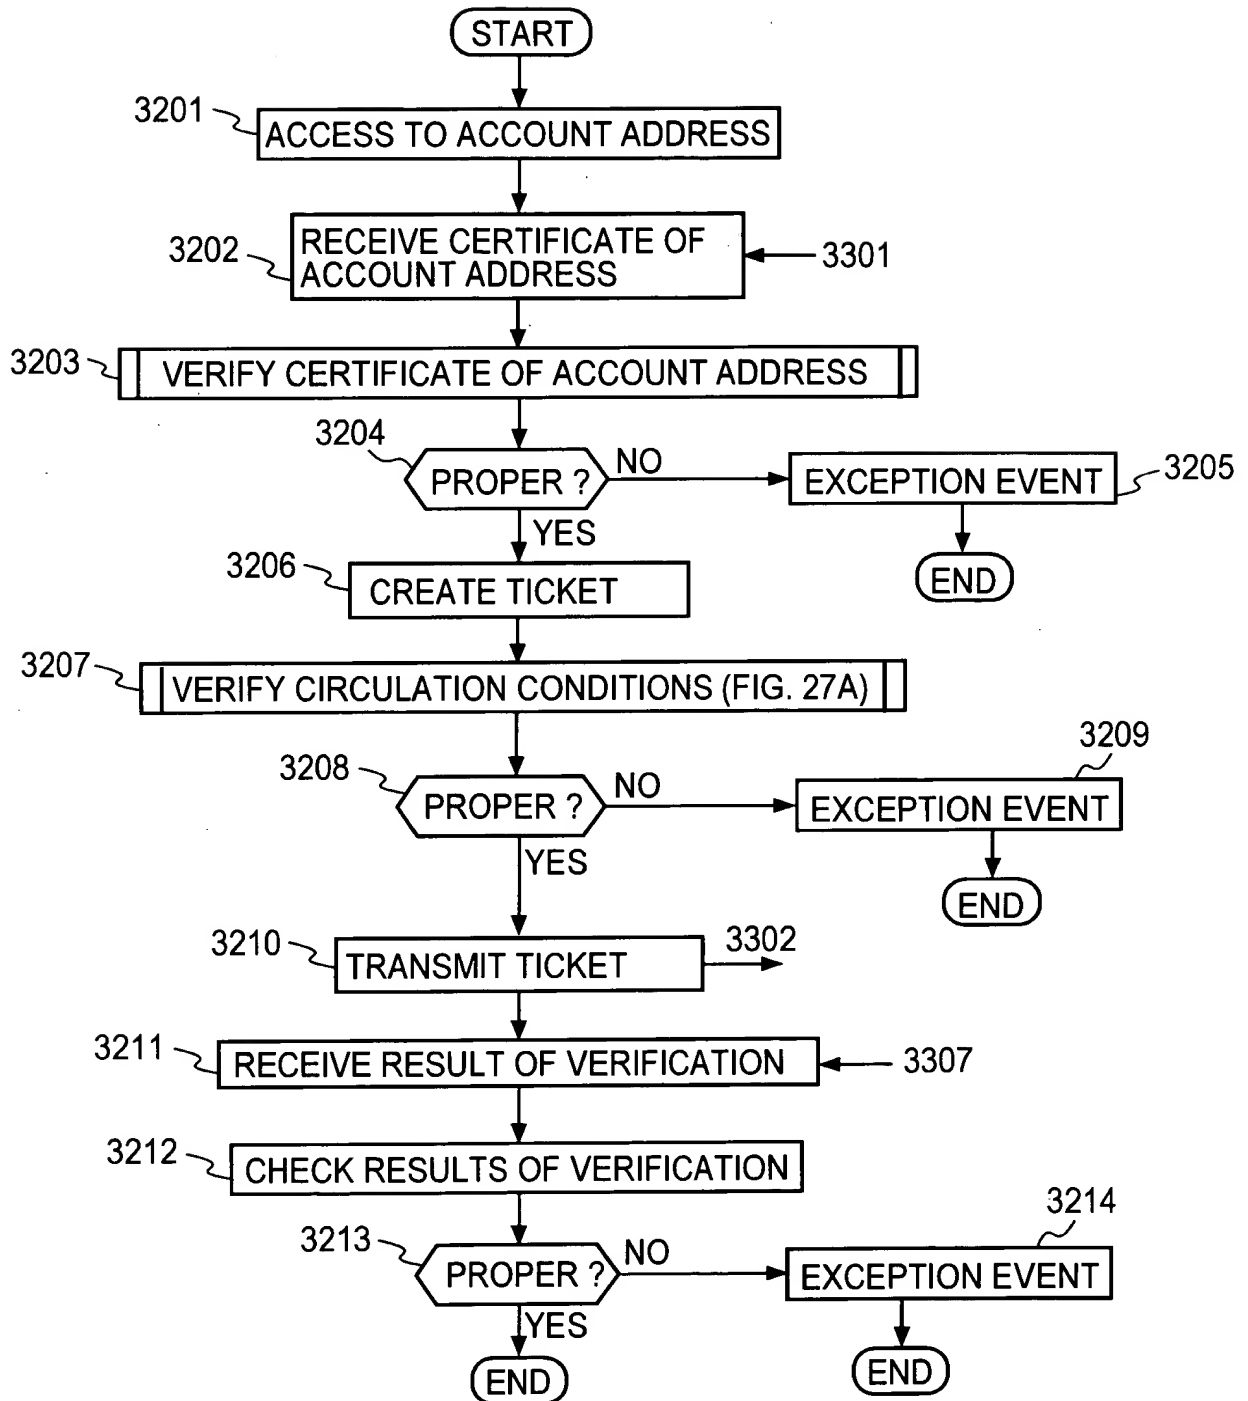 START
3201
ACCESS TO ACCOUNT ADDRESS
3202
RECEIVE CERTIFICATE OF
ACCOUNT ADDRESS
3301
3203
VERIFY CERTIFICATE OF ACCOUNT ADDRESS
3204
PROPER ?
NO
EXCEPTION EVENT
3205
YES
END
3206
CREATE TICKET
3207
VERIFY CIRCULATION CONDITIONS (FIG. 27A)
3208
PROPER ?
NO
3209
EXCEPTION EVENT
YES
END
3210
TRANSMIT TICKET
3302
3211
RECEIVE RESULT OF VERIFICATION
3307
3212
CHECK RESULTS OF VERIFICATION
3213
PROPER ?
NO
3214
EXCEPTION EVENT
YES
END
END